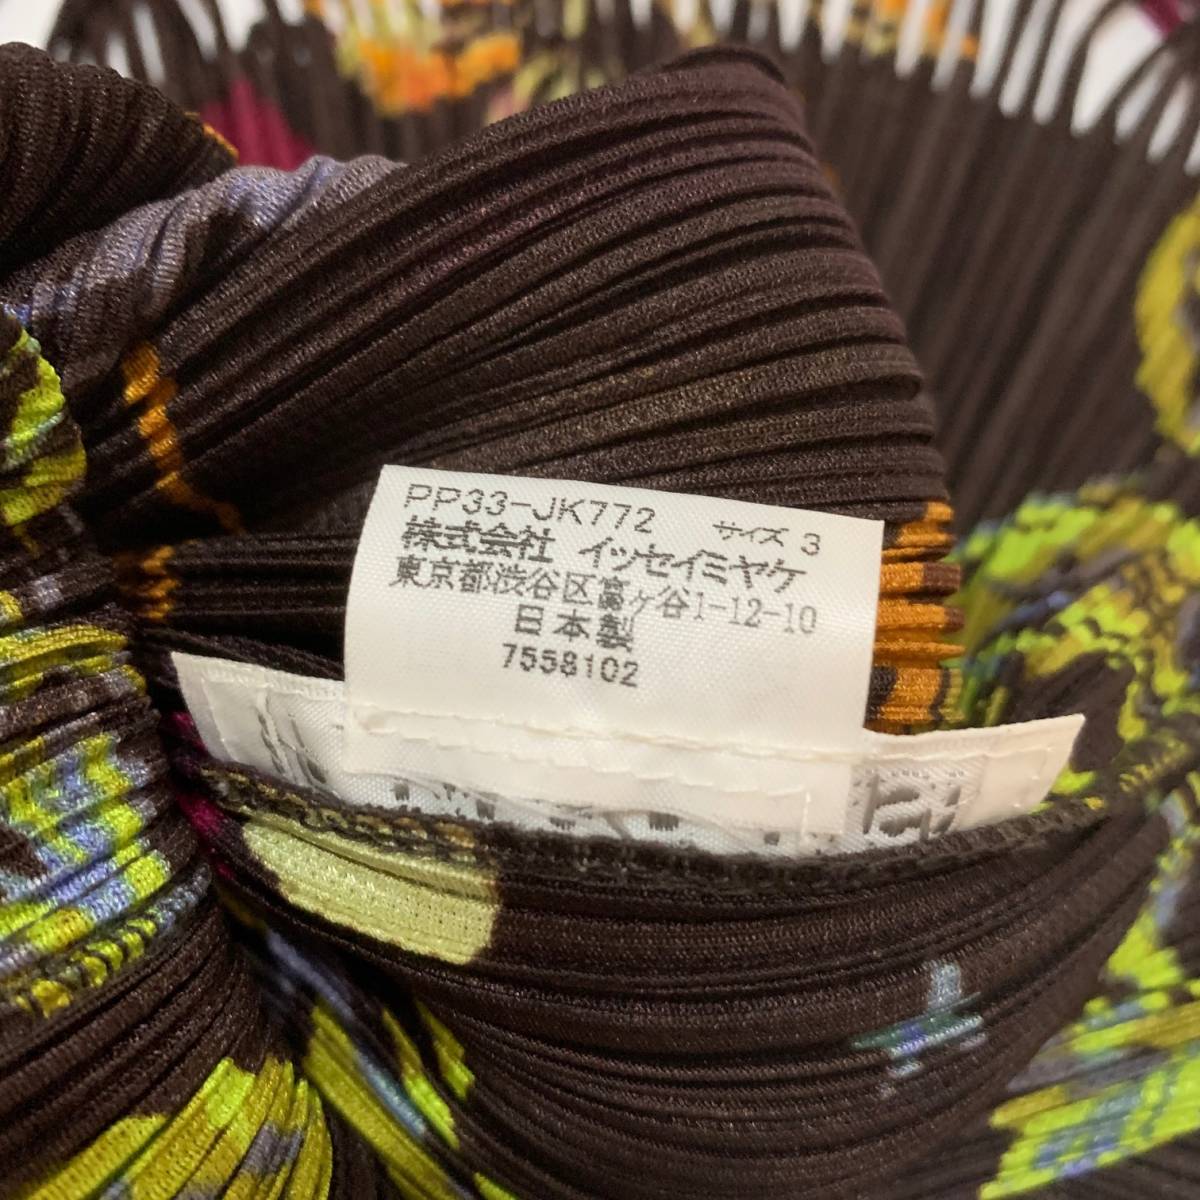 PP33-JK772 サイズ 3
株式会社 イッセイミヤケ
東京都渋谷区富ヶ谷1-12-10
日本製
7558102